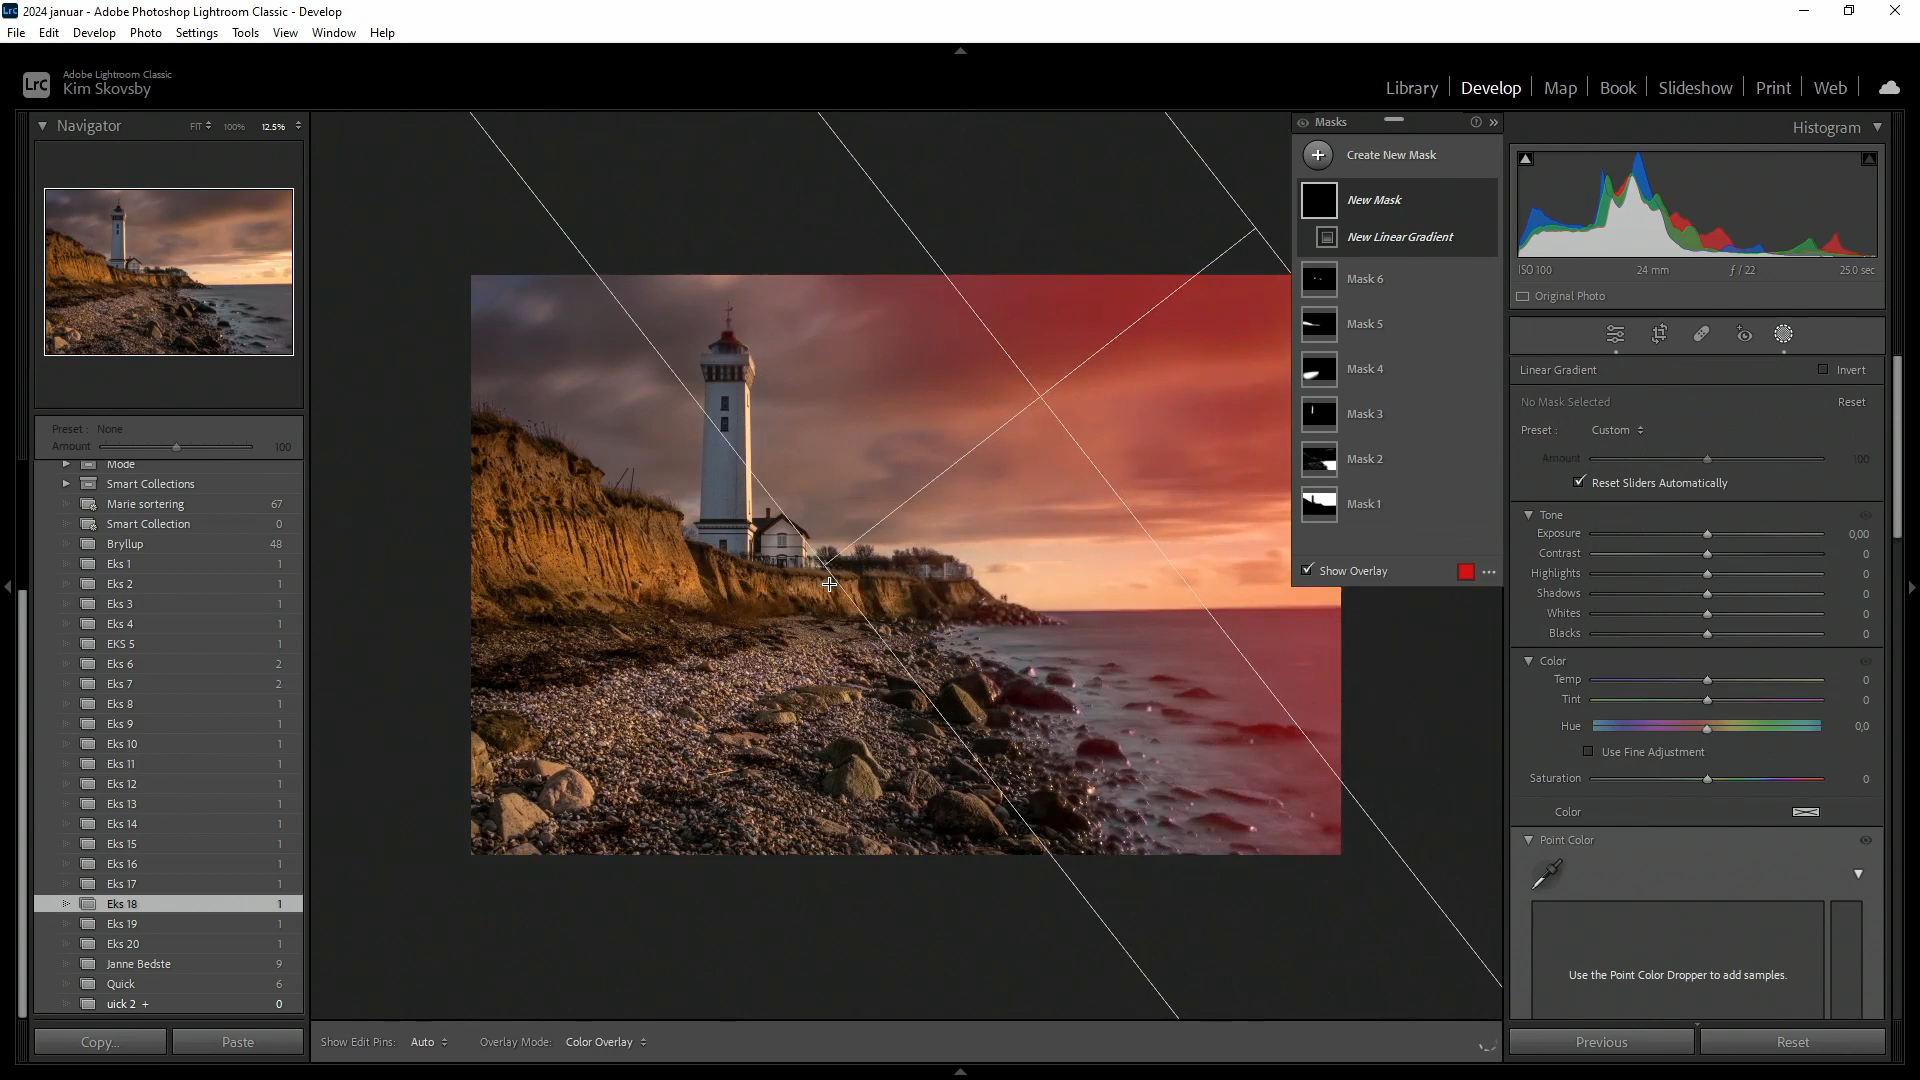 2024 januar - Adobe Photoshop Lightroom Classic - Develop
File Edit Develop Photo Settings Tools View Window Help
LrC
Adobe Lightroom Classic
Kim Skovsby
Library Develop Map Book Slideshow Print Web
Navigator FIT 100% 12.5%
Preset : None
Amount 100
Mode
Smart Collections
Marie sortering 67
Smart Collection 0
Bryllup 48
Eks 1 1
Eks 2 1
Eks 3 1
Eks 4 1
EKS 5 1
Eks 6 2
Eks 7 2
Eks 8 1
Eks 9 1
Eks 10 1
Eks 11 1
Eks 12 1
Eks 13 1
Eks 14 1
Eks 15 1
Eks 16 1
Eks 17 1
Eks 18 1
Eks 19 1
Eks 20 1
Janne Bedste 9
Quick 6
uick 2 + 0
Copy... Paste
Show Edit Pins: Auto Overlay Mode: Color Overlay
Masks
Create New Mask
New Mask
New Linear Gradient
Mask 6
Mask 5
Mask 4
Mask 3
Mask 2
Mask 1
Show Overlay
Histogram
ISO 100 24 mm ƒ / 22 25.0 sec
Original Photo
Linear Gradient Invert
No Mask Selected Reset
Preset : Custom
Amount 100
Reset Sliders Automatically
Tone
Exposure 0,00
Contrast 0
Highlights 0
Shadows 0
Whites 0
Blacks 0
Color
Temp 0
Tint 0
Hue 0,0
Use Fine Adjustment
Saturation 0
Color
Point Color
Use the Point Color Dropper to add samples.
Previous Reset